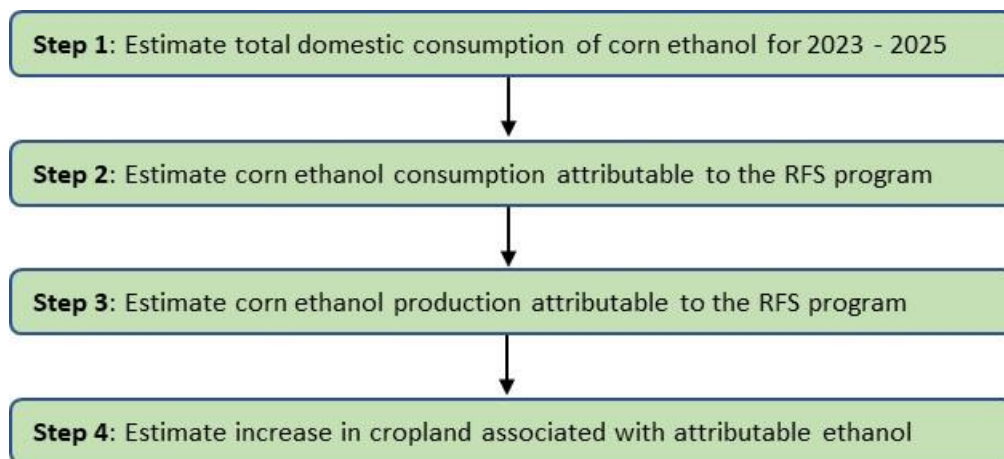 Step 1: Estimate total domestic consumption of corn ethanol for 2023 - 2025
Step 2: Estimate corn ethanol consumption attributable to the RFS program
Step 3: Estimate corn ethanol production attributable to the RFS program
Step 4: Estimate increase in cropland associated with attributable ethanol